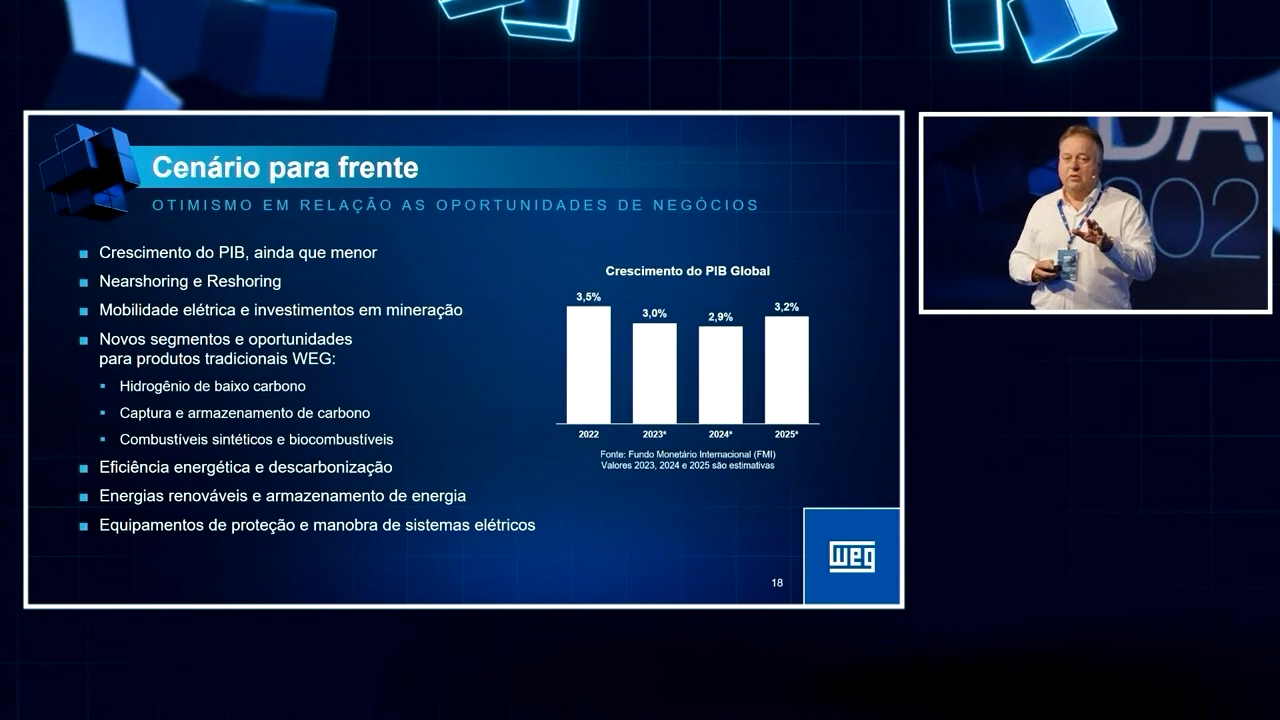 Cenário para frente
OTIMISMO EM RELAÇÃO AS OPORTUNIDADES DE NEGÓCIOS
Crescimento do PIB, ainda que menor
Nearshoring e Reshoring
Mobilidade elétrica e investimentos em mineração
Novos segmentos e oportunidades
para produtos tradicionais WEG:
Hidrogênio de baixo carbono
Captura e armazenamento de carbono
Combustíveis sintéticos e biocombustíveis
Eficiência energética e descarbonização
Energias renováveis e armazenamento de energia
Equipamentos de proteção e manobra de sistemas elétricos
Crescimento do PIB Global
3,5%
3,0%
2,9%
3,2%
2022
2023*
2024*
2025*
Fonte: Fundo Monetário Internacional (FMI)
Valores 2023, 2024 e 2025 são estimativas
18
weg
DA
202